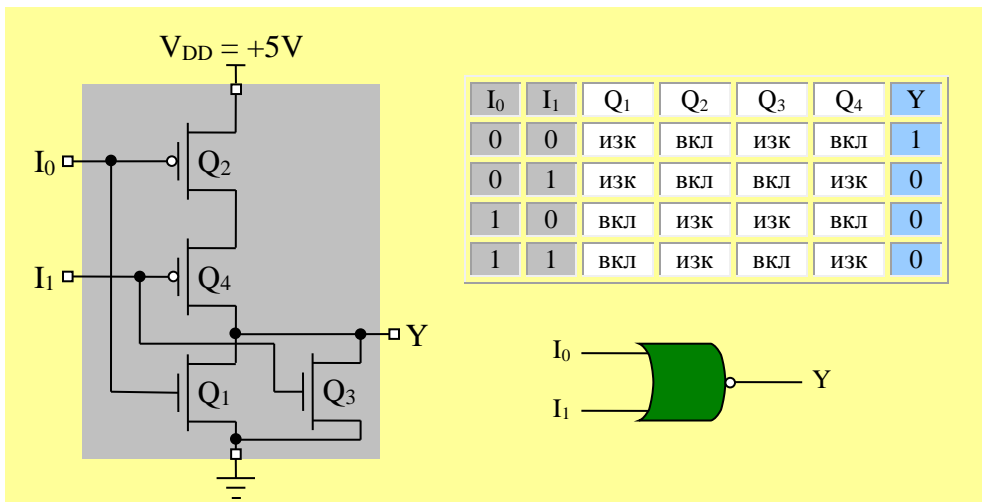 V_DD = +5V
I₀
Q₂
I₁
Q₄
Y
Q₁
Q₃
I₀ I₁ Q₁ Q₂ Q₃ Q₄ Y
0 0 изк вкл изк вкл 1
0 1 изк вкл вкл изк 0
1 0 вкл изк изк вкл 0
1 1 вкл изк вкл изк 0
I₀
Y
I₁